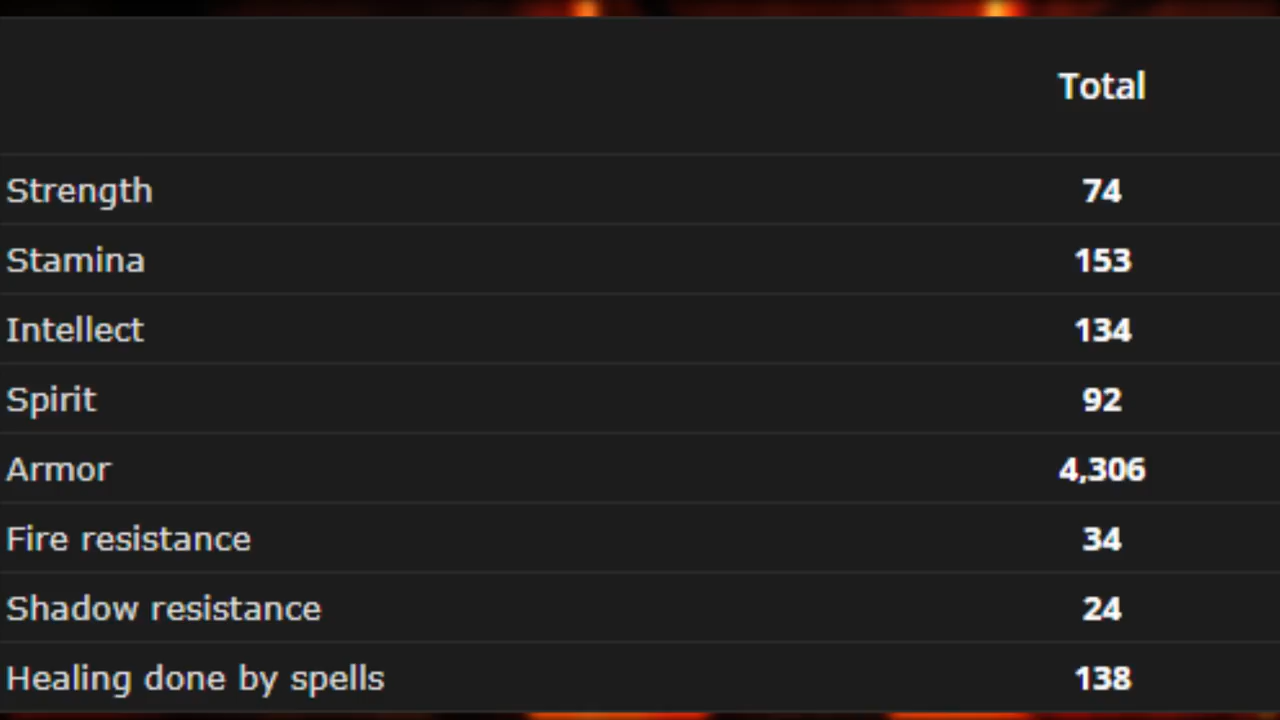 Total
Strength 74
Stamina 153
Intellect 134
Spirit 92
Armor 4,306
Fire resistance 34
Shadow resistance 24
Healing done by spells 138